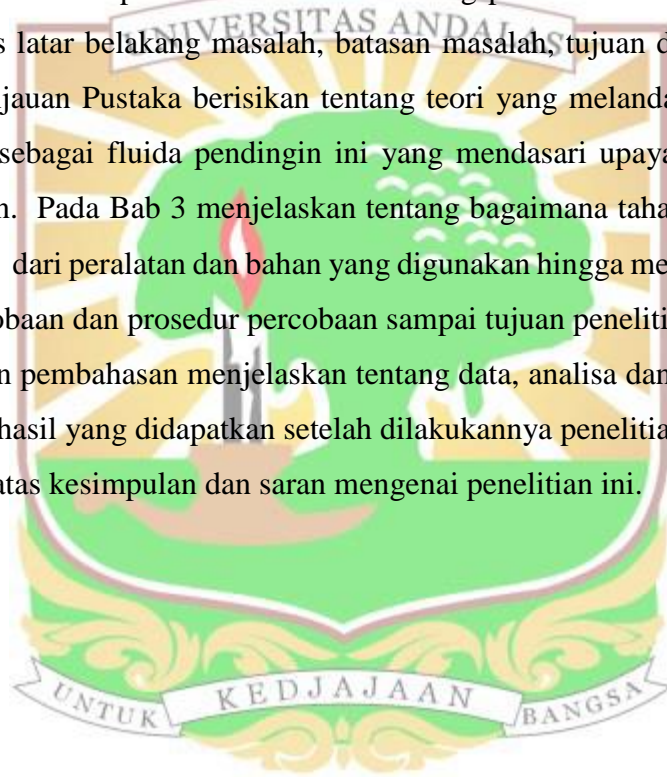 UNIVERSITAS ANDALAS
s latar belakang masalah, batasan masalah, tujuan d
jauan Pustaka berisikan tentang teori yang melanda
sebagai fluida pendingin ini yang mendasari upaya
n. Pada Bab 3 menjelaskan tentang bagaimana taha
dari peralatan dan bahan yang digunakan hingga me
obaan dan prosedur percobaan sampai tujuan peneliti
n pembahasan menjelaskan tentang data, analisa dan
hasil yang didapatkan setelah dilakukannya penelitia
atas kesimpulan dan saran mengenai penelitian ini.
UNTUK KEDJAJAAN BANGSA